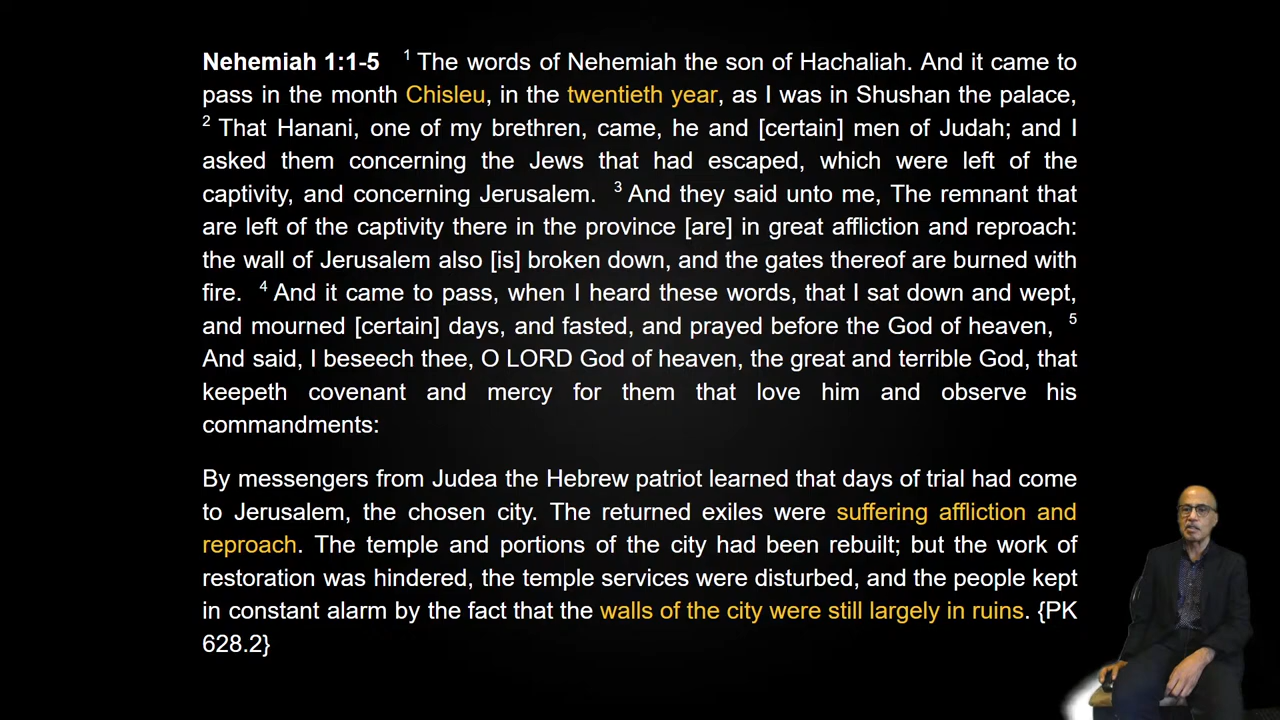 Nehemiah 1:1-5 1 The words of Nehemiah the son of Hachaliah. And it came to
pass in the month Chisleu, in the twentieth year, as I was in Shushan the palace,
2 That Hanani, one of my brethren, came, he and [certain] men of Judah; and I
asked them concerning the Jews that had escaped, which were left of the
captivity, and concerning Jerusalem. 3 And they said unto me, The remnant that
are left of the captivity there in the province [are] in great affliction and reproach:
the wall of Jerusalem also [is] broken down, and the gates thereof are burned with
fire. 4 And it came to pass, when I heard these words, that I sat down and wept,
and mourned [certain] days, and fasted, and prayed before the God of heaven, 5
And said, I beseech thee, O LORD God of heaven, the great and terrible God, that
keepeth covenant and mercy for them that love him and observe his
commandments:
By messengers from Judea the Hebrew patriot learned that days of trial had come
to Jerusalem, the chosen city. The returned exiles were suffering affliction and
reproach. The temple and portions of the city had been rebuilt; but the work of
restoration was hindered, the temple services were disturbed, and the people kept
in constant alarm by the fact that the walls of the city were still largely in ruins. {PK
628.2}